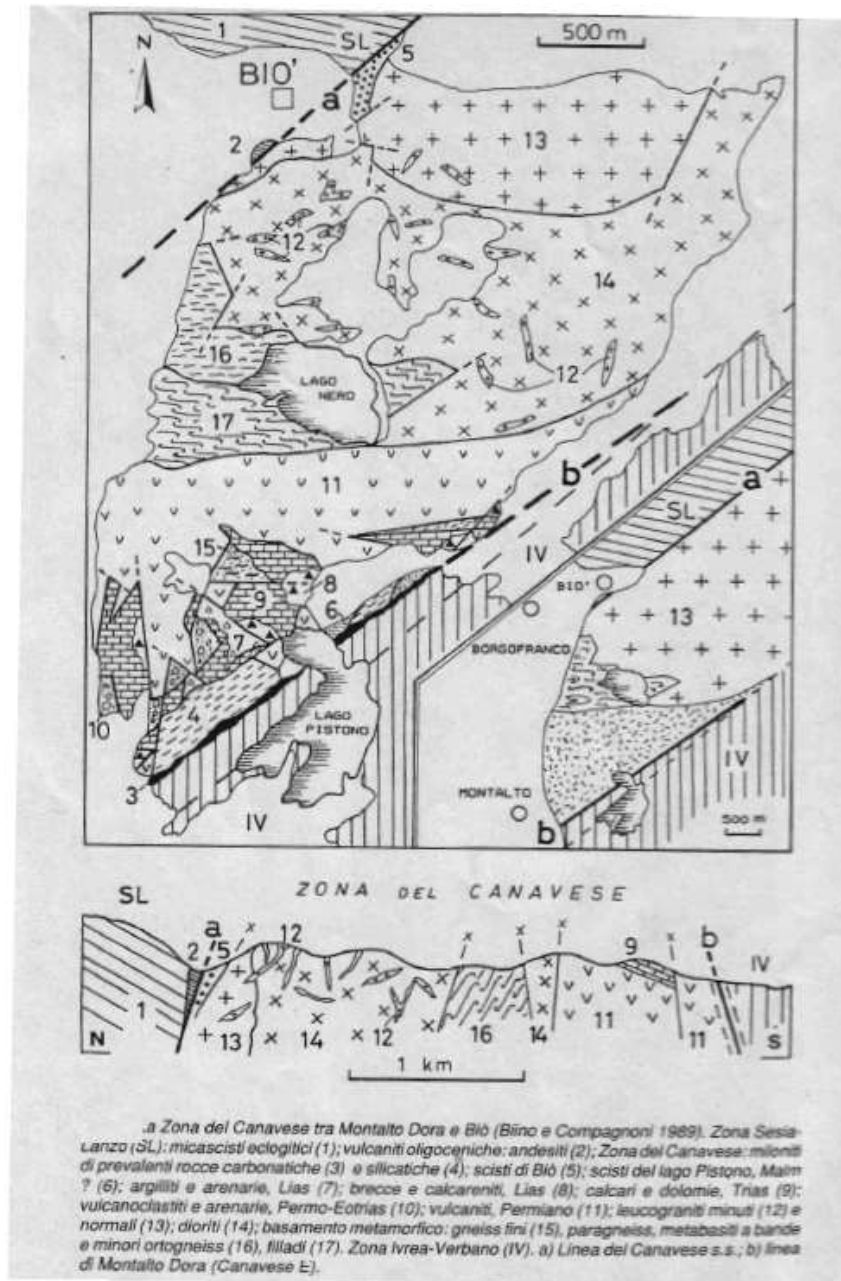 1
SL
5
500 m
N
BIO'
a
2
13
12
14
16
LAGO
NERO
12
17
11
b
a
SL
IV
15
8
BIO'
9
6
13
7
BORGOFRANCO
4
LAGO
PISTONO
10
IV
MONTALTO
3
IV
500 m
b
SL
ZONA DEL CANAVESE
a
2
5
12
9
b
IV
1
13
14
12
16
14
11
11
N
S
1 km
.a Zona del Canavese tra Montalto Dora e Biò (Biino e Compagnoni 1989). Zona Sesia-
Lanzo (SL): micascisti eclogitici (1); vulcaniti oligoceniche: andesiti (2); Zona del Canavese: miloniti
di prevalenti rocce carbonatiche (3) e silicatiche (4); scisti di Biò (5); scisti del lago Pistono, Malm
? (6); argilliti e arenarie, Lias (7); brecce e calcareniti, Lias (8); calcari e dolomie, Trias (9);
vulcanoclastiti e arenarie, Permo-Eotrias (10); vulcaniti, Permiano (11); leucograniti minuti (12) e
normali (13); dioriti (14); basamento metamorfico: gneiss fini (15), paragneiss, metabasiti a bande
e minori ortogneiss (16), filladi (17). Zona Ivrea-Verbano (IV). a) Linea del Canavese s.s.; b) linea
di Montalto Dora (Canavese E).